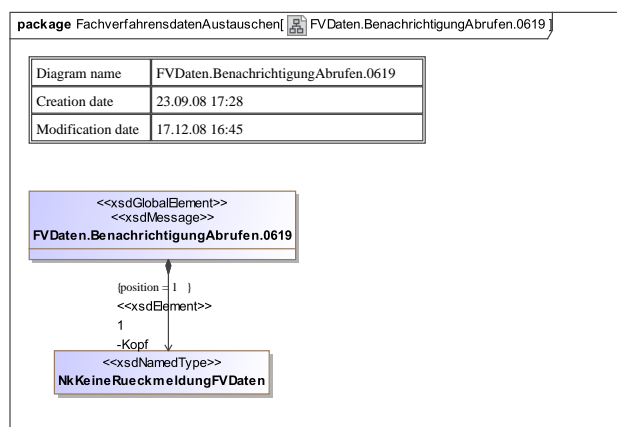 package FachverfahrensdatenAustauschen[ FVDaten.BenachrichtigungAbrufen.0619 ]
Diagram name FVDaten.BenachrichtigungAbrufen.0619
Creation date 23.09.08 17:28
Modification date 17.12.08 16:45
<<xsdGlobalElement>>
<<xsdMessage>>
FVDaten.BenachrichtigungAbrufen.0619
{position = 1 }
<<xsdElement>>
1
-Kopf
<<xsdNamedType>>
NkKeineRueckmeldungFVDaten